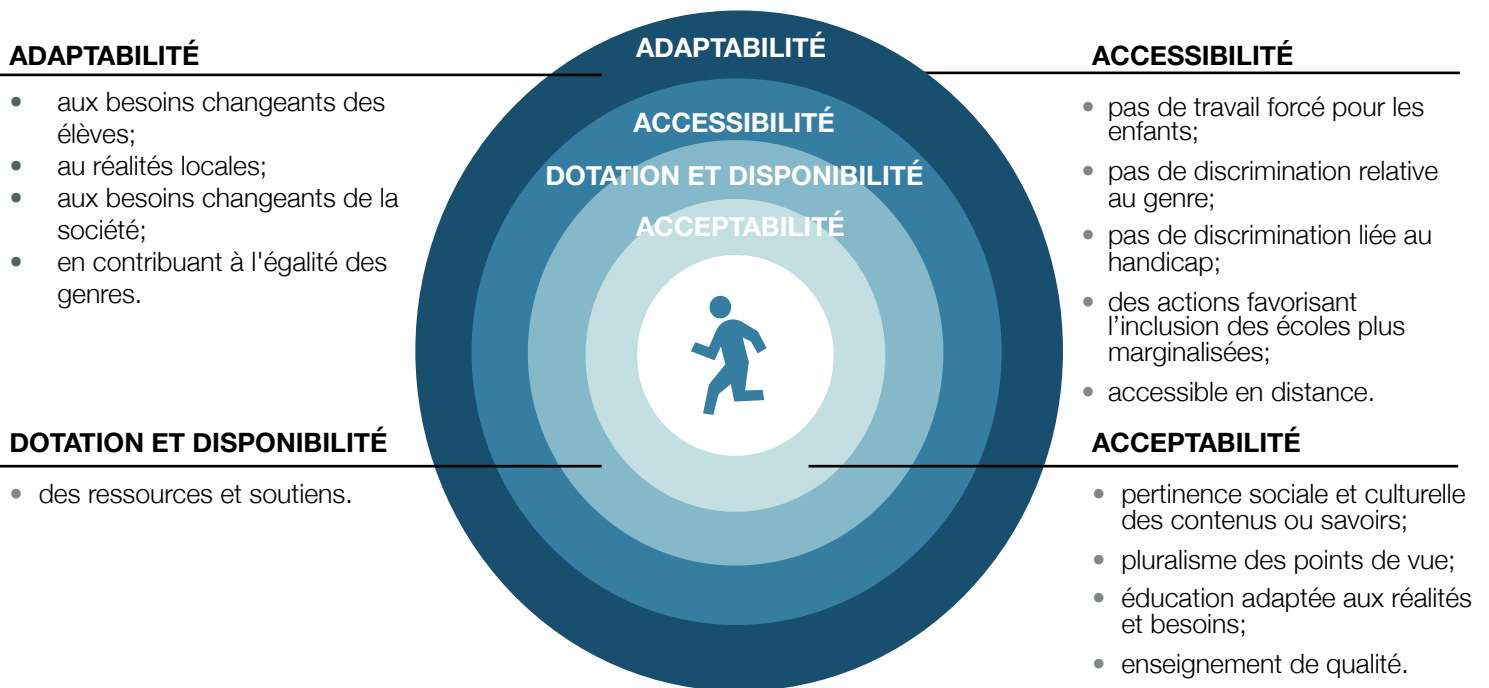 ADAPTABILITÉ
aux besoins changeants des
élèves;
au réalités locales;
aux besoins changeants de la
société;
en contribuant à l'égalité des
genres.
DOTATION ET DISPONIBILITÉ
des ressources et soutiens.
ADAPTABILITÉ
ACCESSIBILITÉ
DOTATION ET DISPONIBILITÉ
ACCEPTABILITÉ
ACCESSIBILITÉ
pas de travail forcé pour les
enfants;
pas de discrimination relative
au genre;
pas de discrimination liée au
handicap;
des actions favorisant
l’inclusion des écoles plus
marginalisées;
accessible en distance.
ACCEPTABILITÉ
pertinence sociale et culturelle
des contenus ou savoirs;
pluralisme des points de vue;
éducation adaptée aux réalités
et besoins;
enseignement de qualité.